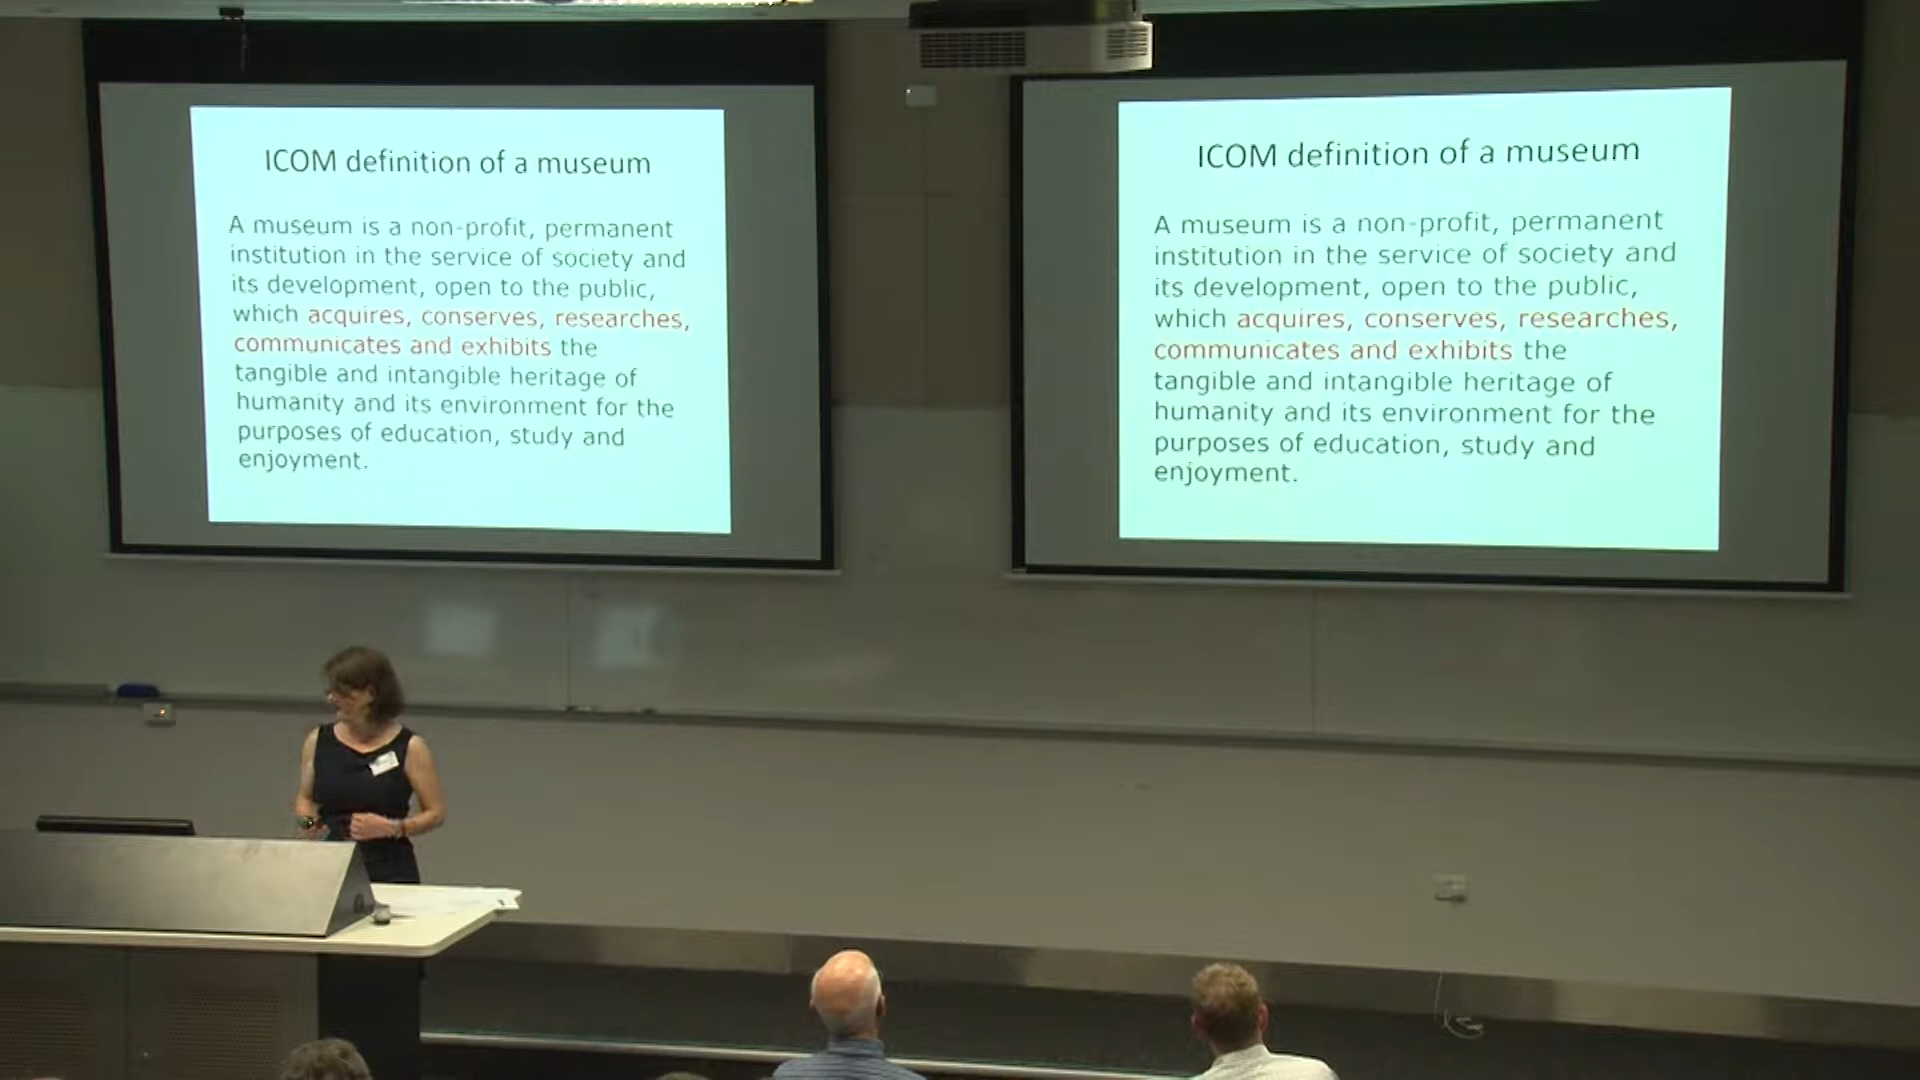 ICOM definition of a museum
A museum is a non-profit, permanent
institution in the service of society and
its development, open to the public,
which acquires, conserves, researches,
communicates and exhibits the
tangible and intangible heritage of
humanity and its environment for the
purposes of education, study and
enjoyment.
ICOM definition of a museum
A museum is a non-profit, permanent
institution in the service of society and
its development, open to the public,
which acquires, conserves, researches,
communicates and exhibits the
tangible and intangible heritage of
humanity and its environment for the
purposes of education, study and
enjoyment.